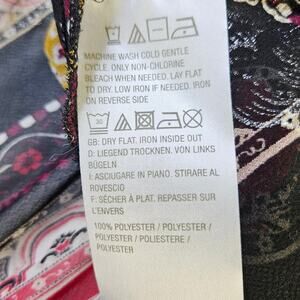 MACHINE WASH COLD GENTLE
CYCLE. ONLY NON-CHLORINE
BLEACH WHEN NEEDED. LAY FLAT
TO DRY. LOW IRON IF NEEDED. IRON
ON REVERSE SIDE
30
GB: DRY FLAT. IRON INSIDE OUT
D: LIEGEND TROCKNEN. VON LINKS
BÜGELN
I: ASCIUGARE IN PIANO. STIRARE AL
ROVESCIO
F: SÉCHER À PLAT. REPASSER SUR
L'ENVERS
100% POLYESTER / POLYESTER /
POLYESTER / POLIESTERE /
POLYESTER